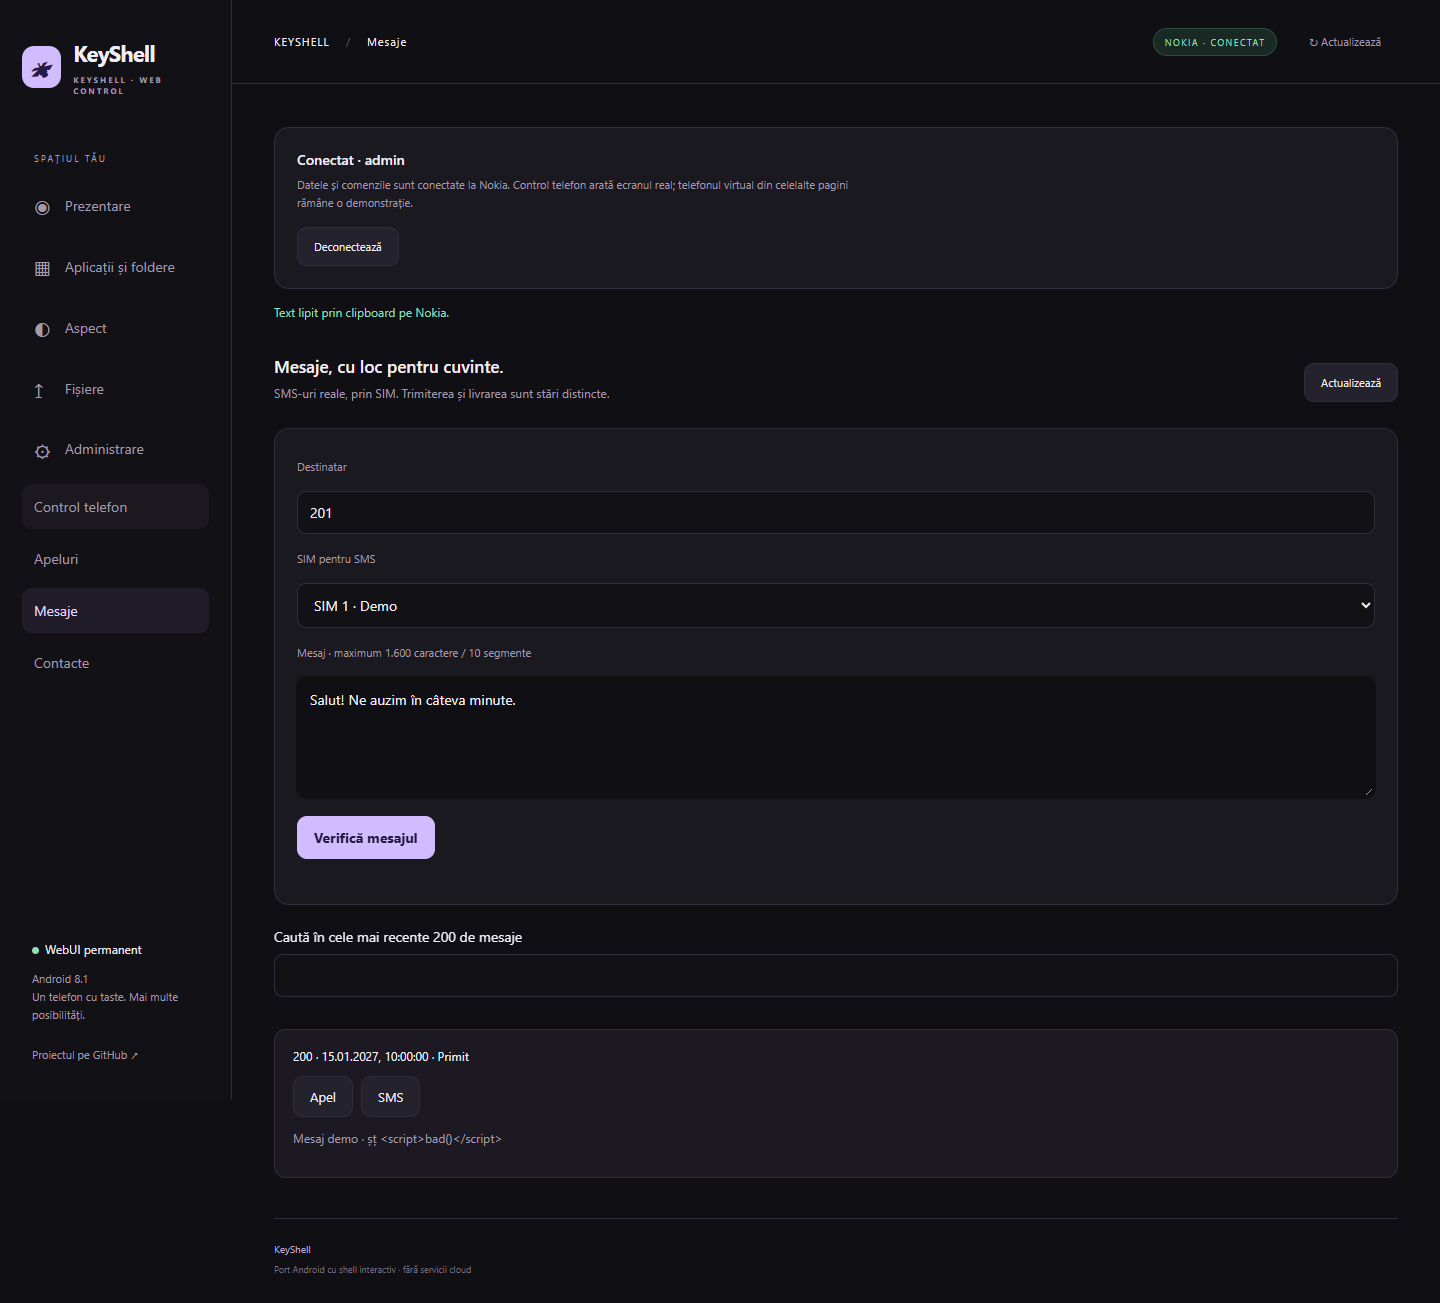 KeyShell
KEYSHELL · WEB
CONTROL
SPAȚIUL TĂU
Prezentare
Aplicații și foldere
Aspect
Fișiere
Administrare
Control telefon
Apeluri
Mesaje
Contacte
WebUI permanent
Android 8.1
Un telefon cu taste. Mai multe
posibilități.
Proiectul pe GitHub ↗
KEYSHELL / Mesaje
NOKIA · CONECTAT
↻ Actualizează
Conectat · admin
Datele și comenzile sunt conectate la Nokia. Control telefon arată ecranul real; telefonul virtual din celelalte pagini
rămâne o demonstrație.
Deconectează
Text lipit prin clipboard pe Nokia.
Mesaje, cu loc pentru cuvinte.
SMS-uri reale, prin SIM. Trimiterea și livrarea sunt stări distincte.
Actualizează
Destinatar
201
SIM pentru SMS
SIM 1 · Demo
Mesaj · maximum 1.600 caractere / 10 segmente
Salut! Ne auzim în câteva minute.
Verifică mesajul
Caută în cele mai recente 200 de mesaje
200 · 15.01.2027, 10:00:00 · Primit
Apel
SMS
Mesaj demo · șț <script>bad()</script>
KeyShell
Port Android cu shell interactiv · fără servicii cloud